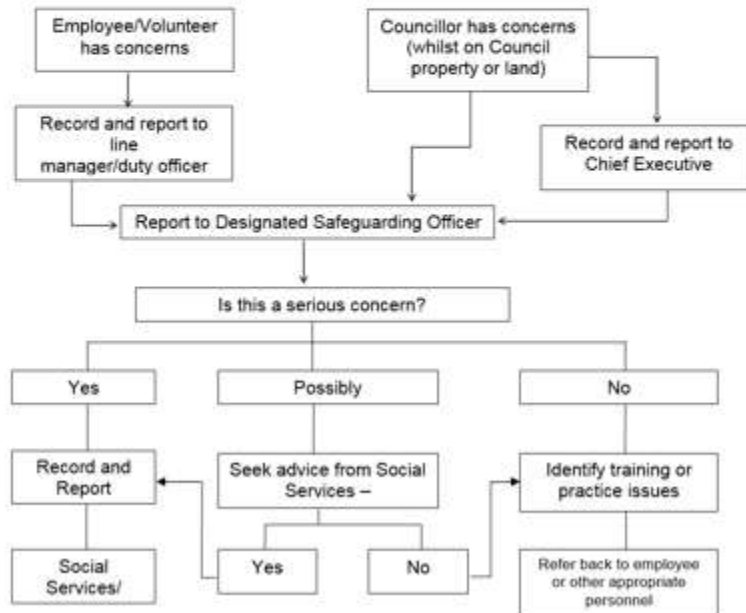 Employee/Volunteer
has concerns
Councillor has concerns
(whilst on Council
property or land)
Record and report to
line
manager/duty officer
Record and report to
Chief Executive
Report to Designated Safeguarding Officer
Is this a serious concern?
Yes
Possibly
No
Record and
Report
Seek advice from Social
Services –
Identify training or
practice issues
Social
Services/
Yes
No
Refer back to employee
or other appropriate
personnel